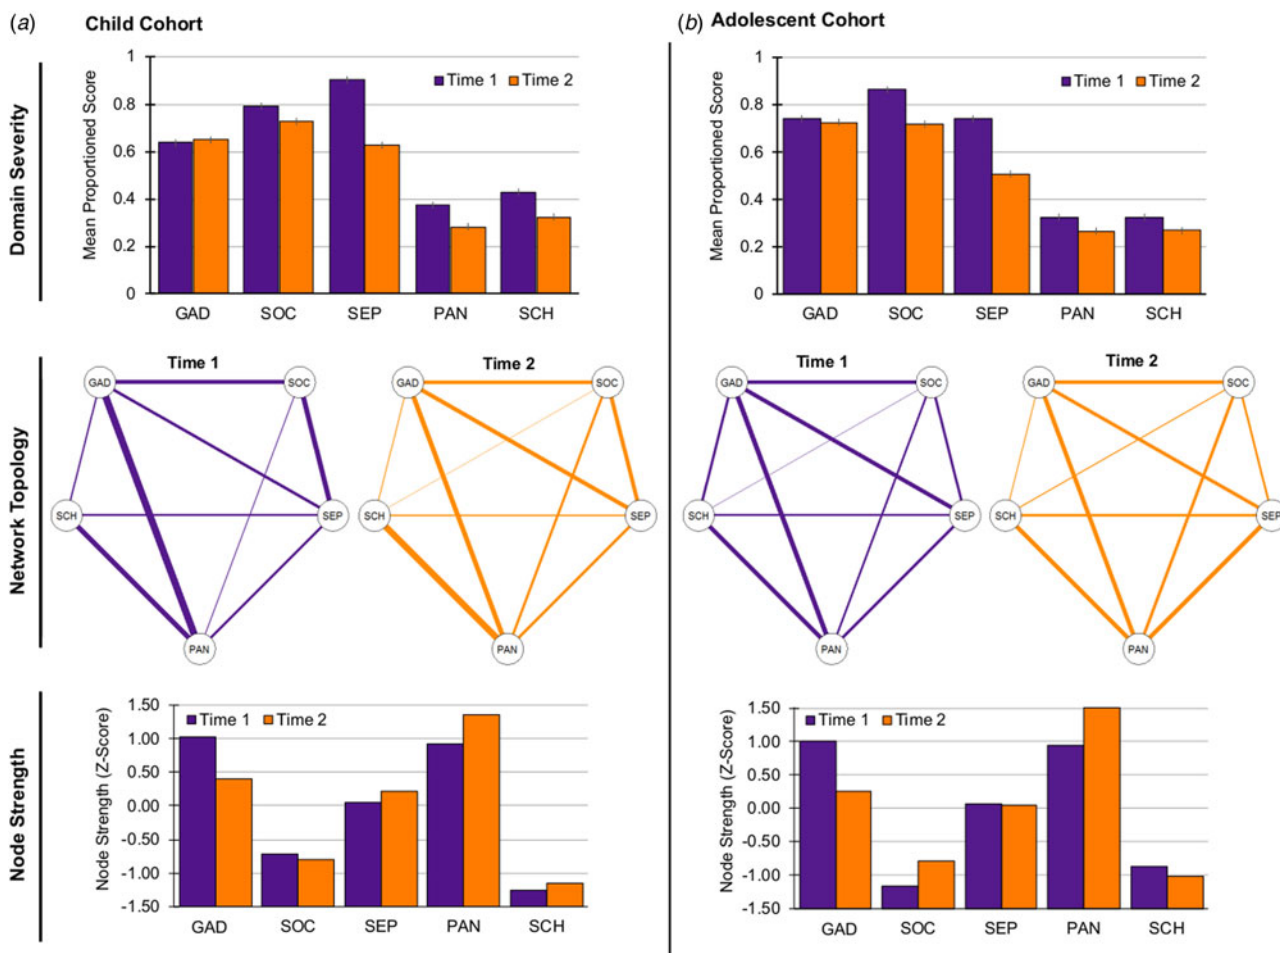 (a) Child Cohort
Domain Severity
Mean Proportioned Score
1
0.8
0.6
0.4
0.2
0
Time 1 Time 2
GAD SOC SEP PAN SCH
Network Topology
Time 1
GAD SOC
SCH SEP
PAN
Time 2
GAD SOC
SCH SEP
PAN
Node Strength
Node Strength (Z-Score)
1.50
1.00
0.50
0.00
-0.50
-1.00
-1.50
Time 1 Time 2
GAD SOC SEP PAN SCH
(b) Adolescent Cohort
Mean Proportioned Score
1
0.8
0.6
0.4
0.2
0
Time 1 Time 2
GAD SOC SEP PAN SCH
Time 1
GAD SOC
SCH SEP
PAN
Time 2
GAD SOC
SCH SEP
PAN
Node Strength (Z-Score)
1.50
1.00
0.50
0.00
-0.50
-1.00
-1.50
Time 1 Time 2
GAD SOC SEP PAN SCH